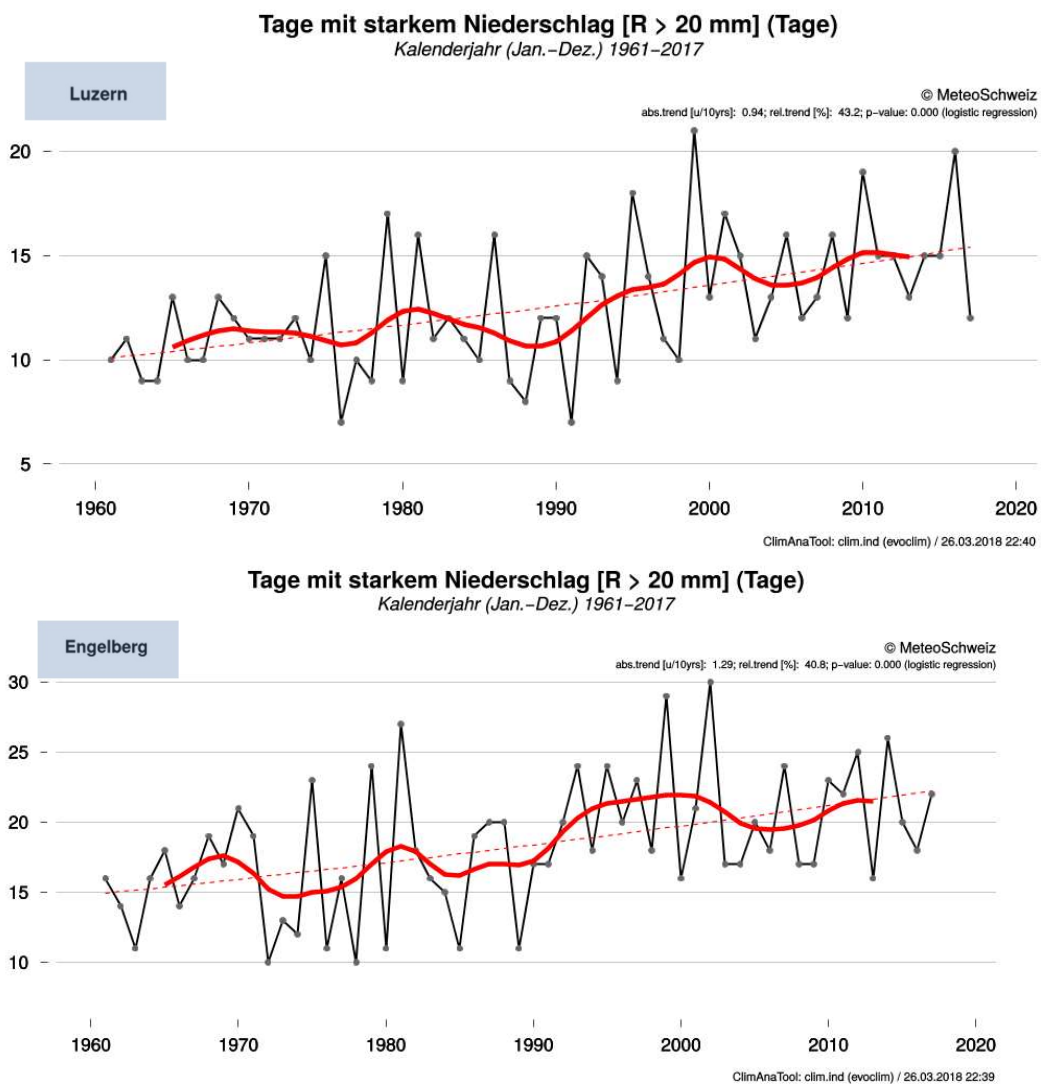 Tage mit starkem Niederschlag [R > 20 mm] (Tage)
Kalenderjahr (Jan.−Dez.) 1961−2017
Luzern
© MeteoSchweiz
abs.trend [u/10yrs]: 0.94; rel.trend [%]: 43.2; p−value: 0.000 (logistic regression)
20
15
10
5
1960 1970 1980 1990 2000 2010 2020
ClimAnaTool: clim.ind (evoclim) / 26.03.2018 22:40
Tage mit starkem Niederschlag [R > 20 mm] (Tage)
Kalenderjahr (Jan.−Dez.) 1961−2017
Engelberg
© MeteoSchweiz
abs.trend [u/10yrs]: 1.29; rel.trend [%]: 40.8; p−value: 0.000 (logistic regression)
30
25
20
15
10
1960 1970 1980 1990 2000 2010 2020
ClimAnaTool: clim.ind (evoclim) / 26.03.2018 22:39